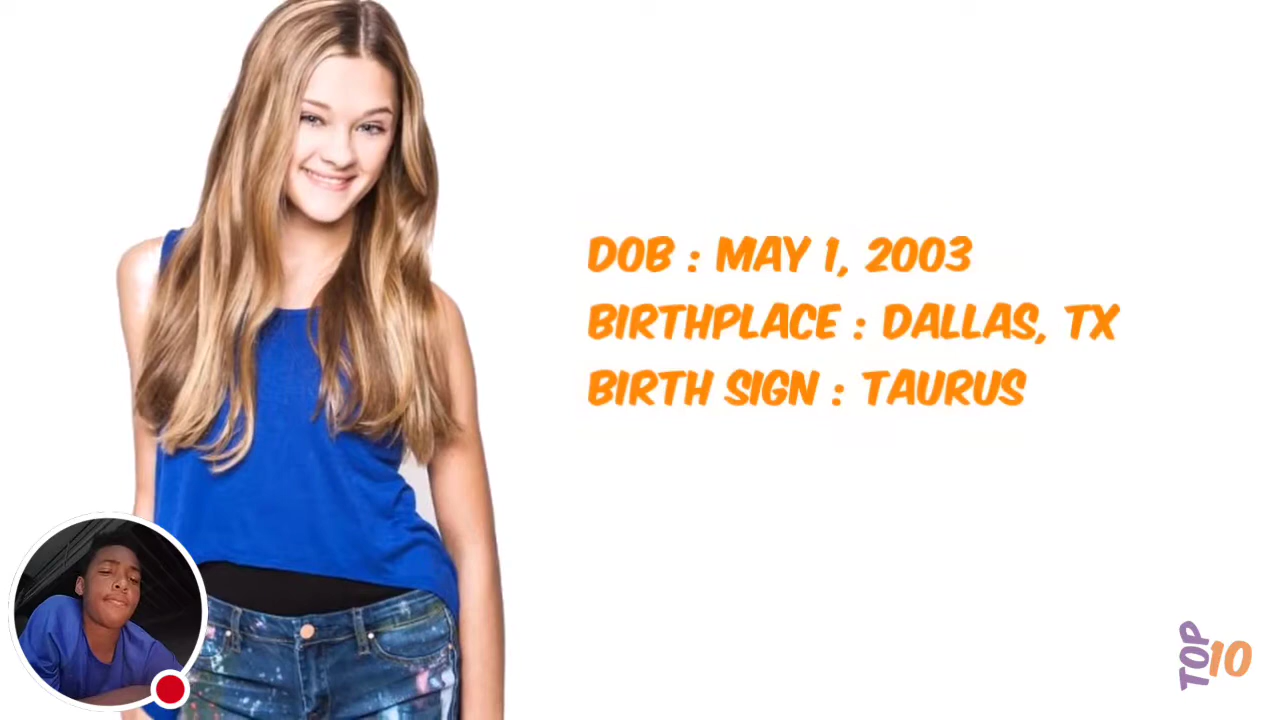 DOB : MAY 1, 2003
BIRTHPLACE : DALLAS, TX
BIRTH SIGN : TAURUS
TOP 10